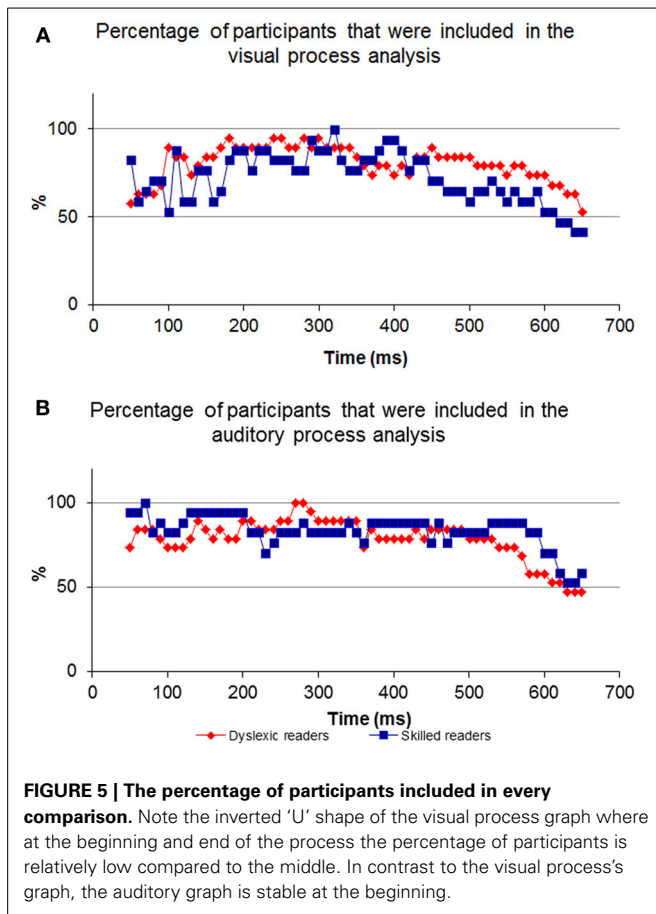 A
Percentage of participants that were included in the
visual process analysis
100
50
0
%
0 100 200 300 400 500 600 700
Time (ms)
B
Percentage of participants that were included in the
auditory process analysis
100
50
0
%
0 100 200 300 400 500 600 700
Time (ms)
Dyslexic readers Skilled readers
FIGURE 5 | The percentage of participants included in every
comparison. Note the inverted ‘U’ shape of the visual process graph where
at the beginning and end of the process the percentage of participants is
relatively low compared to the middle. In contrast to the visual process's
graph, the auditory graph is stable at the beginning.